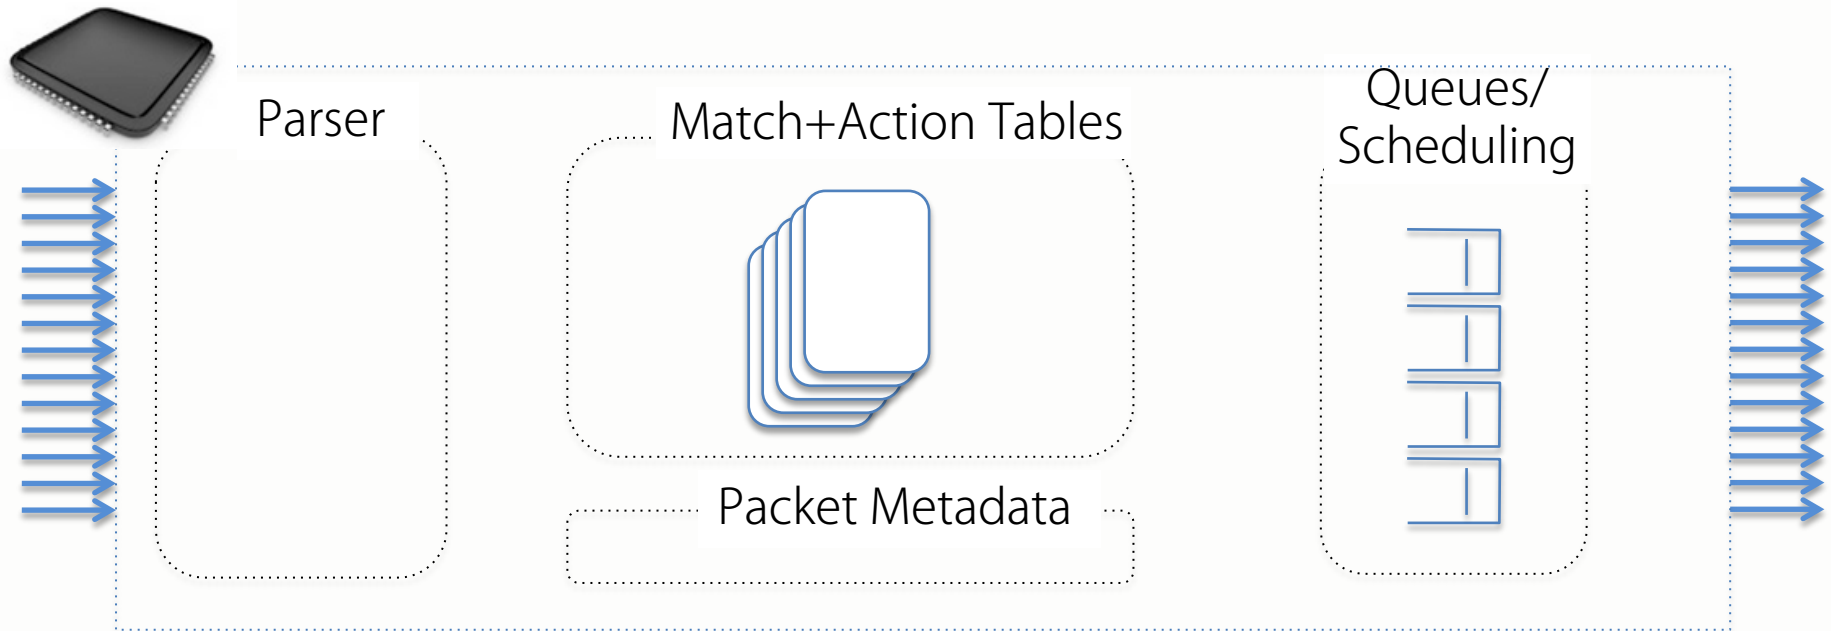 Parser
Match+Action Tables
Queues/
Scheduling
Packet Metadata